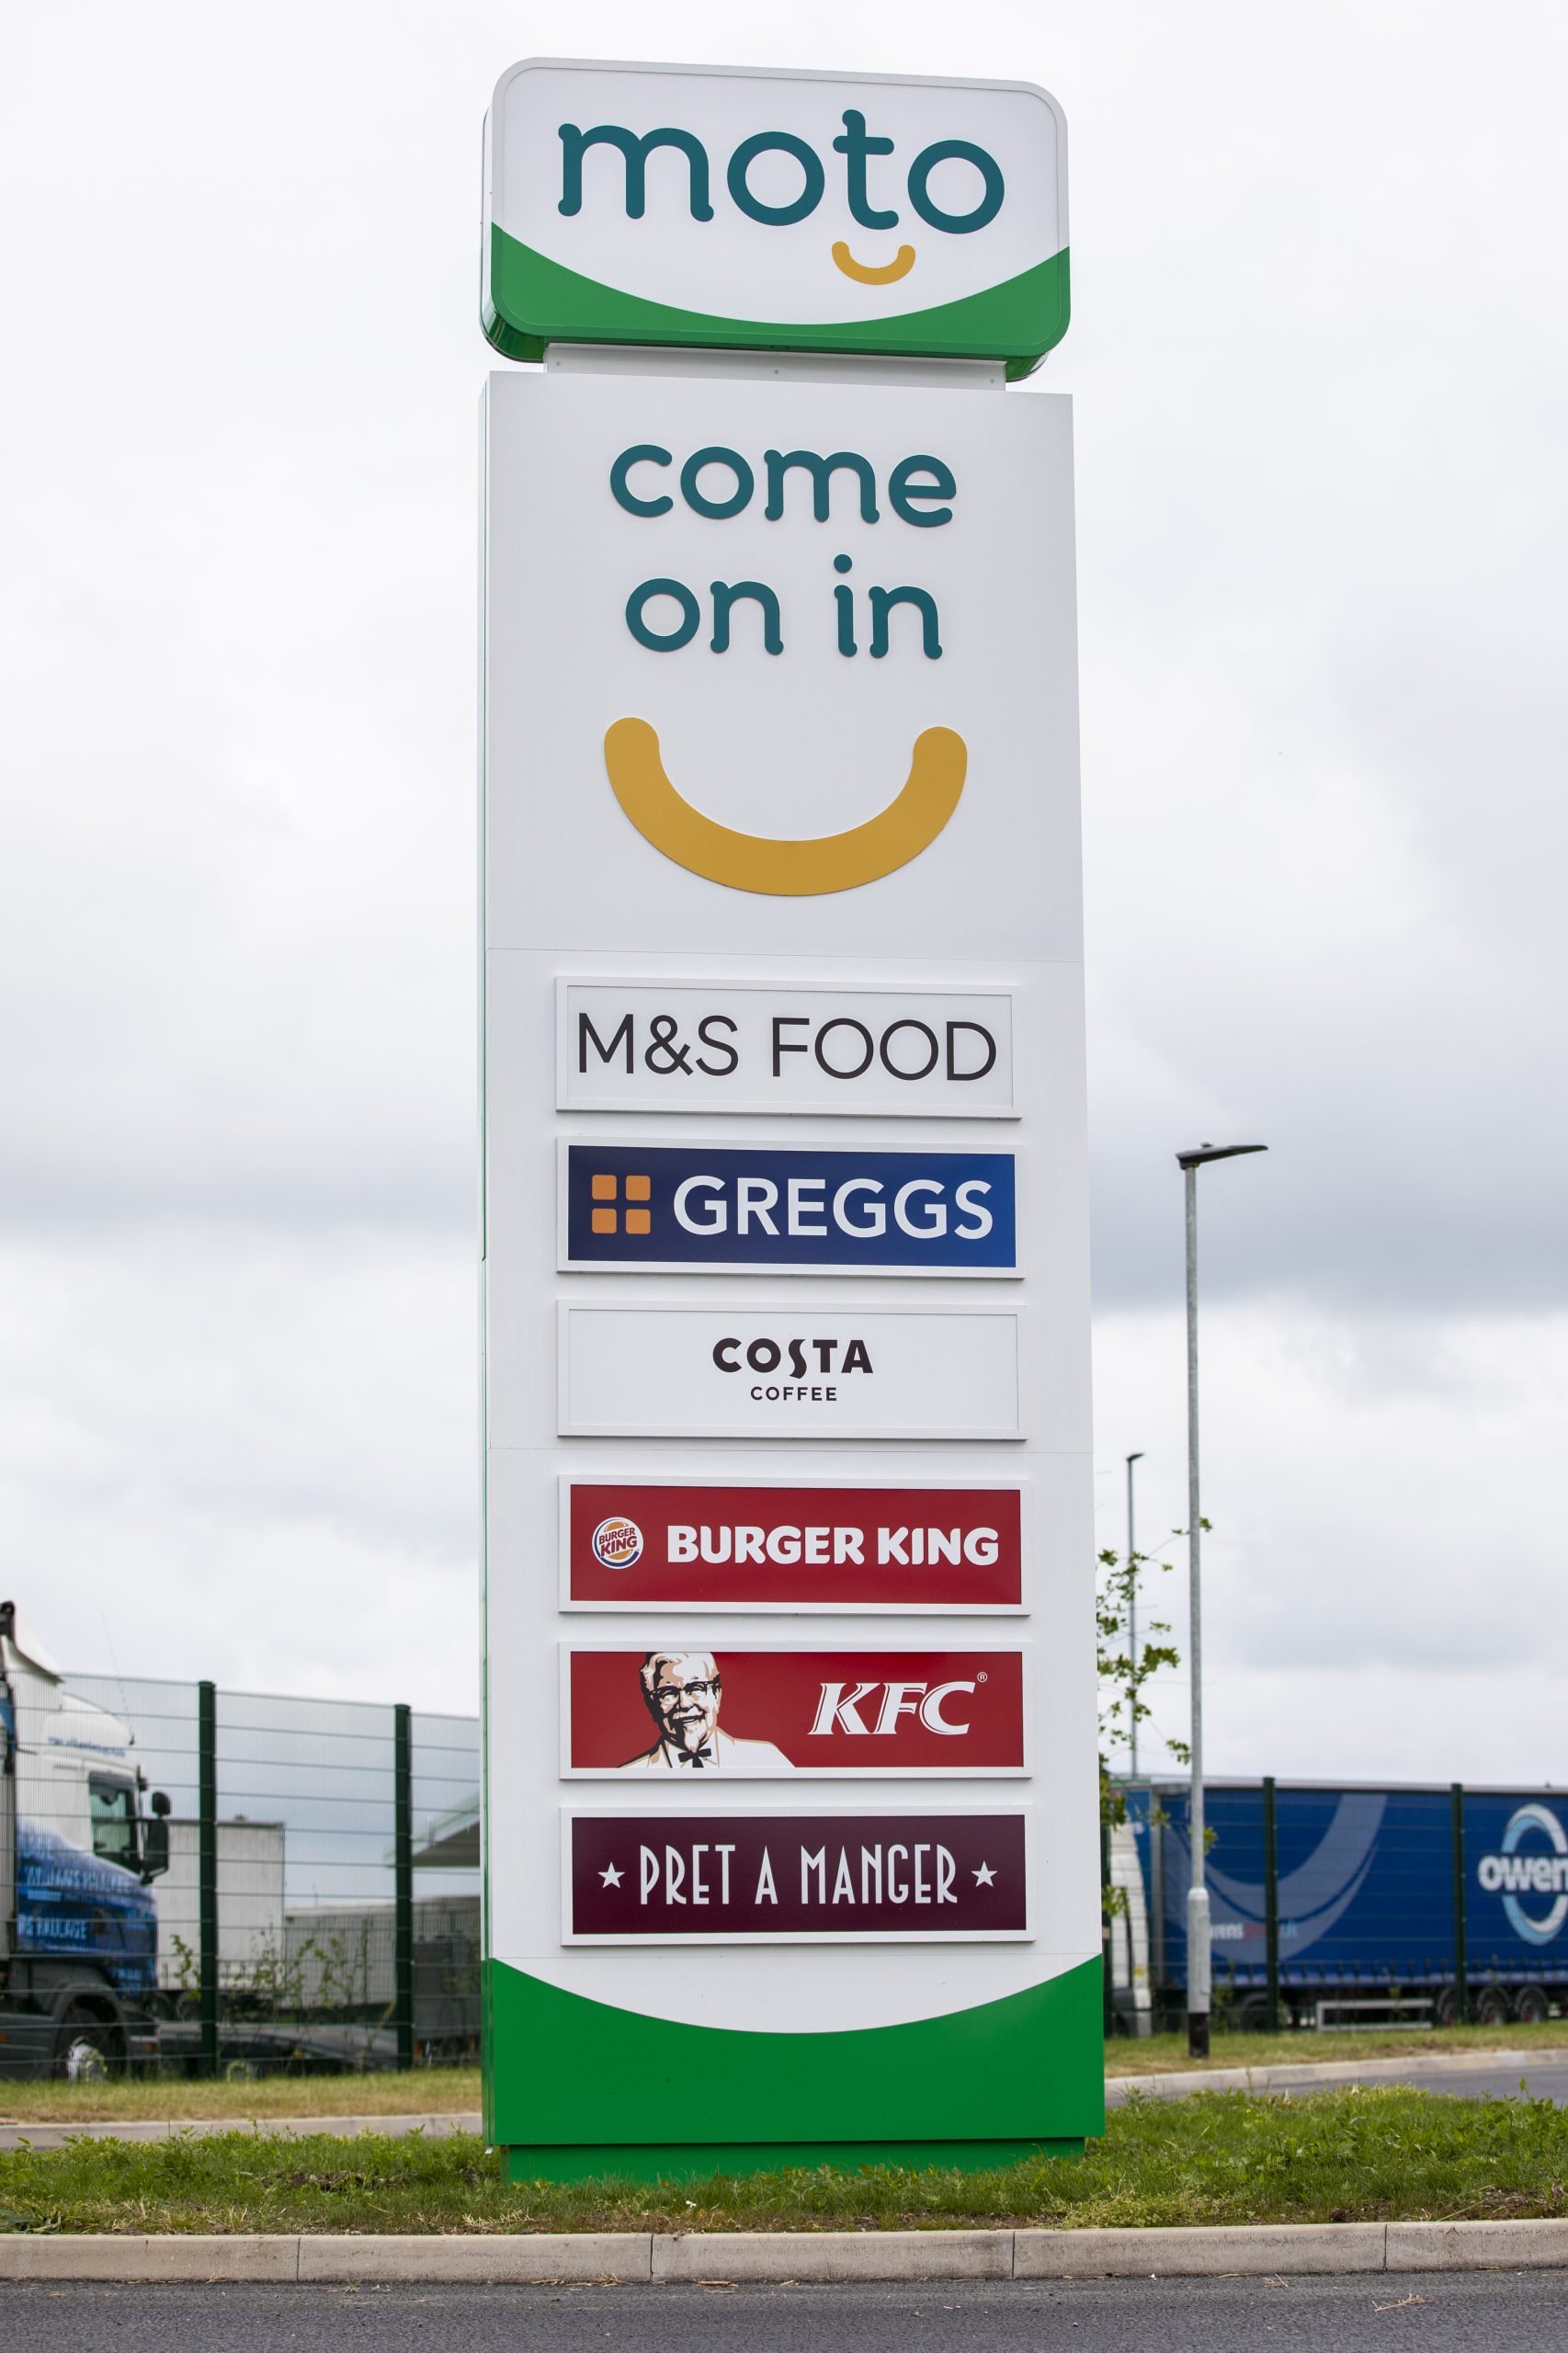 moto
come
on in
M&S FOOD
GREGGS
COSTA
COFFEE
BURGER
KING
BURGER KING
KFC®
★ PRET A MANGER ★
owen